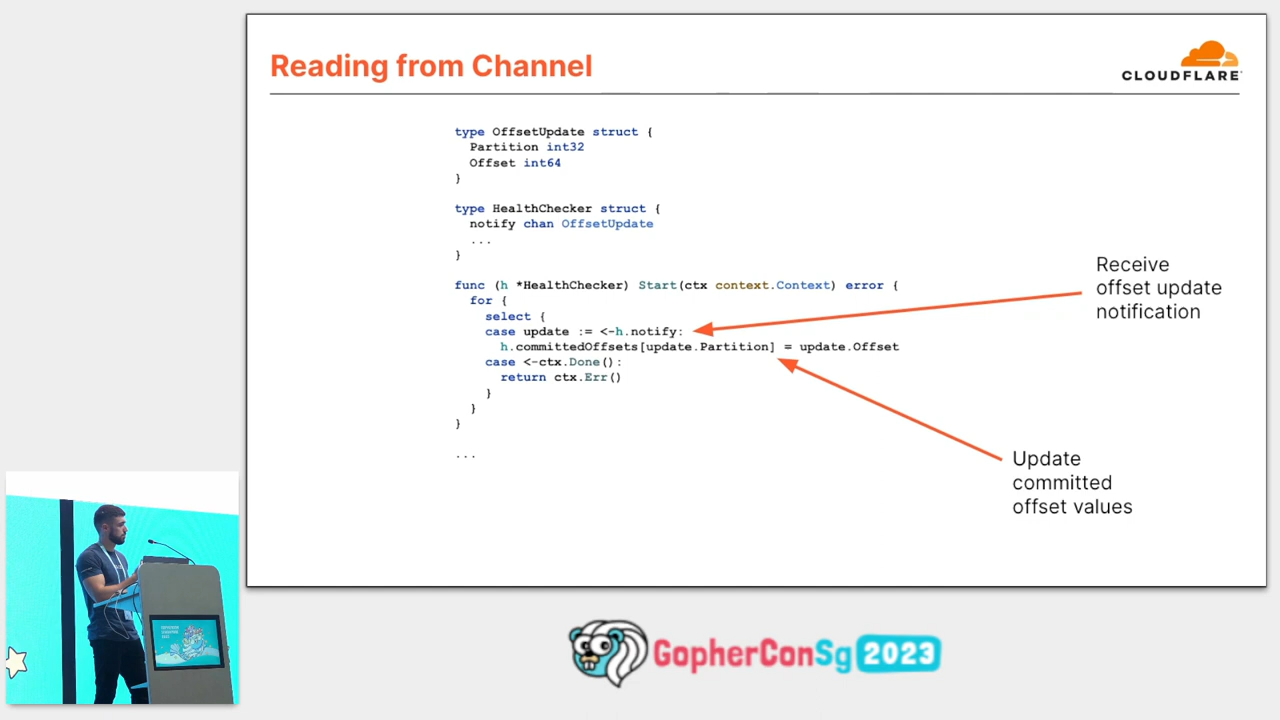 Reading from Channel
CLOUDFLARE
type OffsetUpdate struct {
  Partition int32
  Offset int64
}
type HealthChecker struct {
  notify chan OffsetUpdate
  ...
}
func (h *HealthChecker) Start(ctx context.Context) error {
  for {
    select {
    case update := <-h.notify:
      h.committedOffsets[update.Partition] = update.Offset
    case <-ctx.Done():
      return ctx.Err()
    }
  }
}
...
Receive
offset update
notification
Update
committed
offset values
GopherConSg 2023